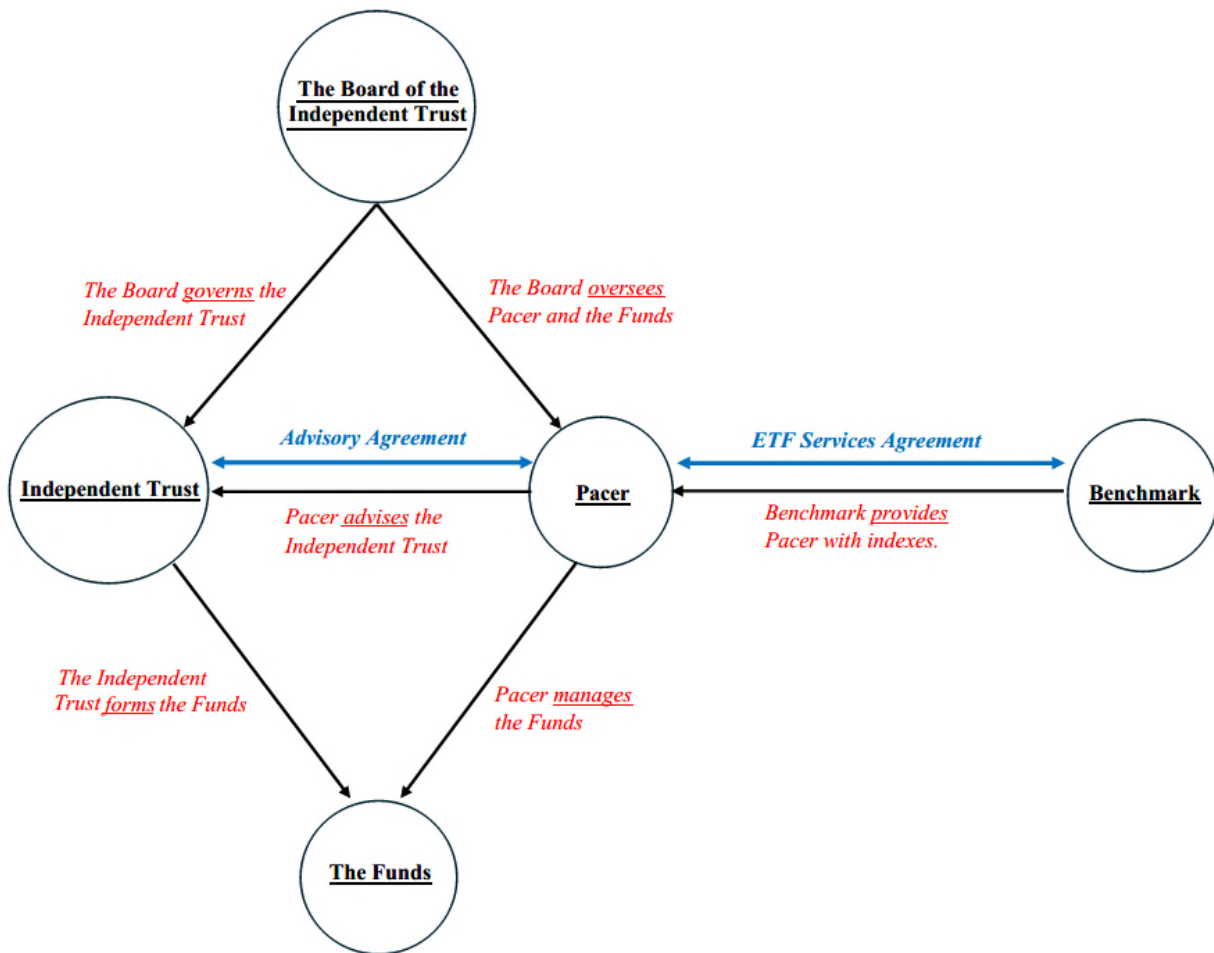 The Board of the
Independent Trust
The Board governs the
Independent Trust
The Board oversees
Pacer and the Funds
Advisory Agreement
ETF Services Agreement
Independent Trust
Pacer
Benchmark
Pacer advises the
Independent Trust
Benchmark provides
Pacer with indexes.
The Independent
Trust forms the Funds
Pacer manages
the Funds
The Funds